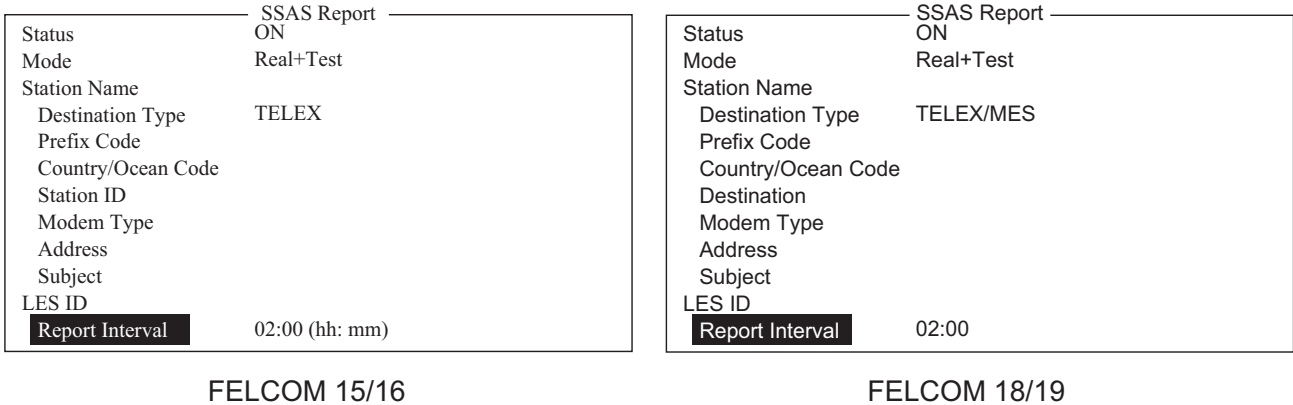 SSAS Report
Status ON
Mode Real+Test
Station Name
Destination Type TELEX
Prefix Code
Country/Ocean Code
Station ID
Modem Type
Address
Subject
LES ID
Report Interval 02:00 (hh: mm)
FELCOM 15/16
SSAS Report
Status ON
Mode Real+Test
Station Name
Destination Type TELEX/MES
Prefix Code
Country/Ocean Code
Destination
Modem Type
Address
Subject
LES ID
Report Interval 02:00
FELCOM 18/19